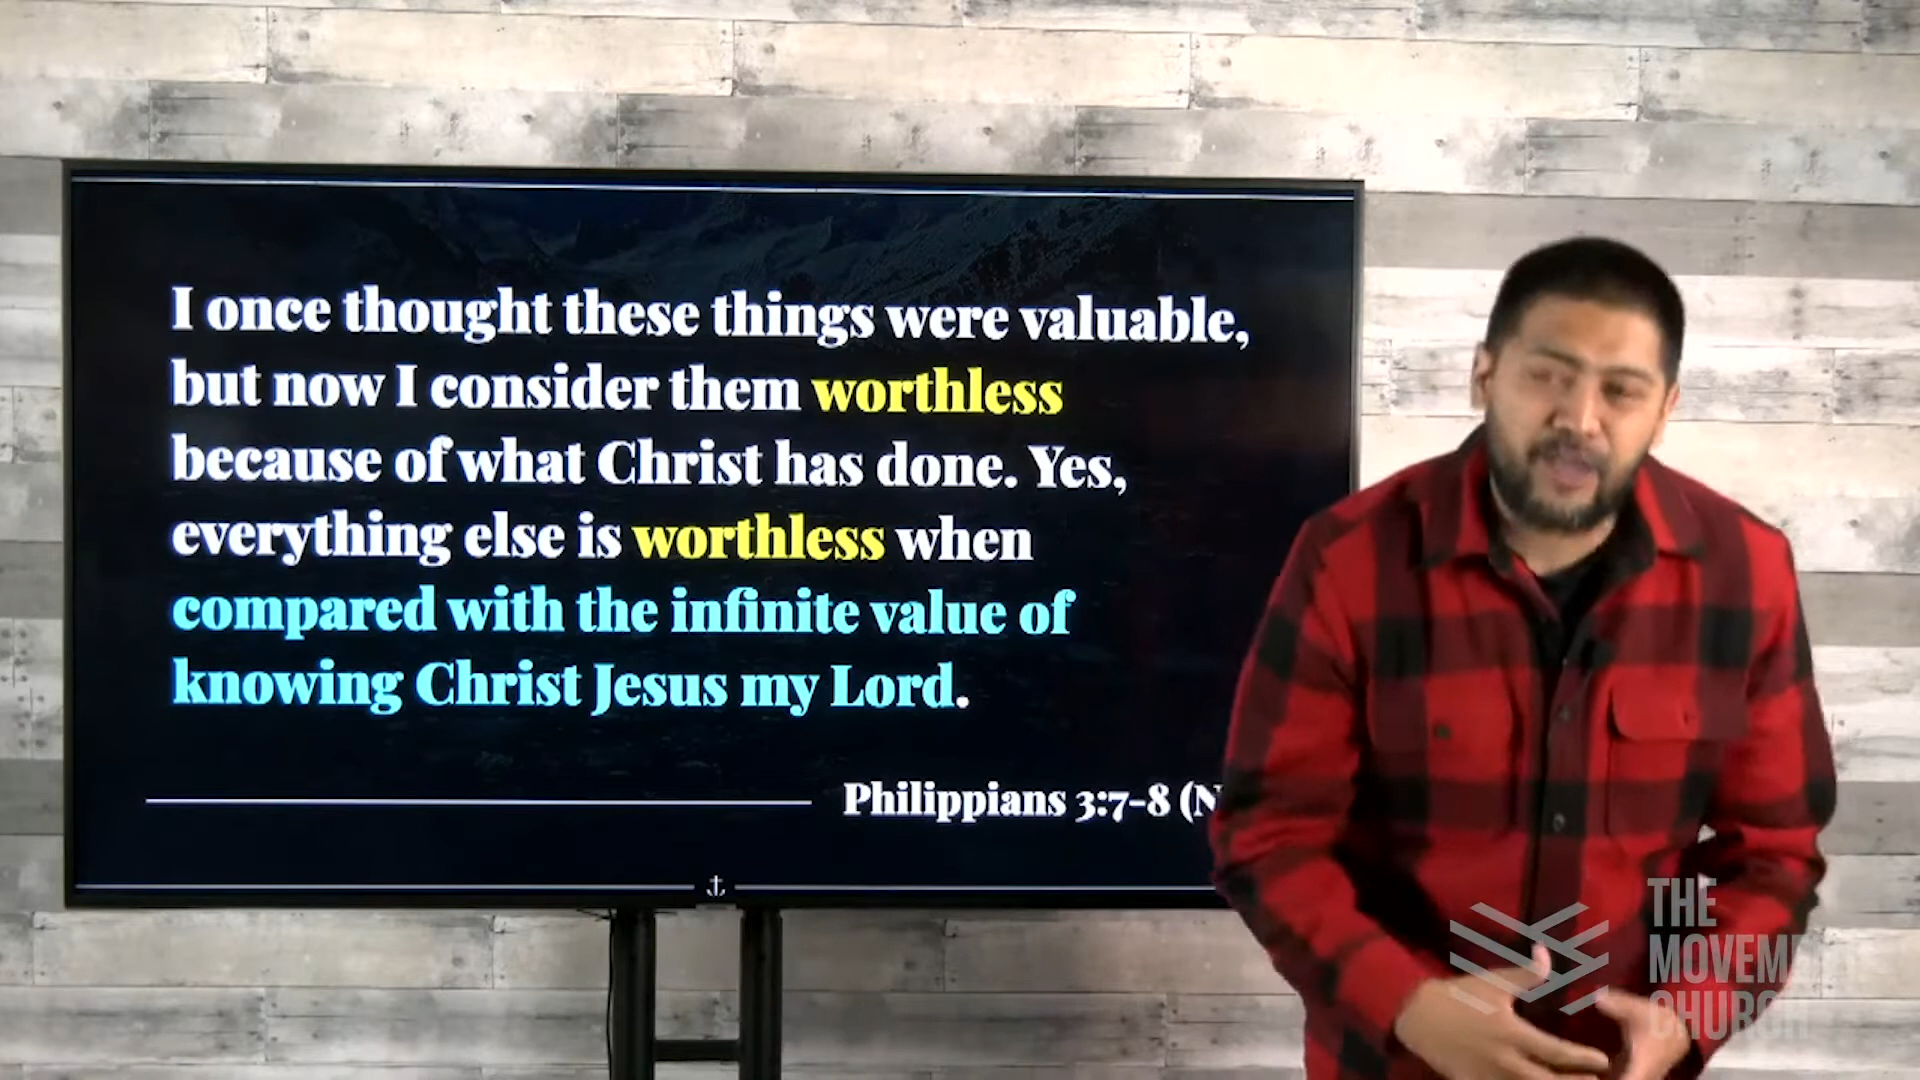 I once thought these things were valuable,
but now I consider them worthless
because of what Christ has done. Yes,
everything else is worthless when
compared with the infinite value of
knowing Christ Jesus my Lord.
Philippians 3:7-8
THE
CHURCH